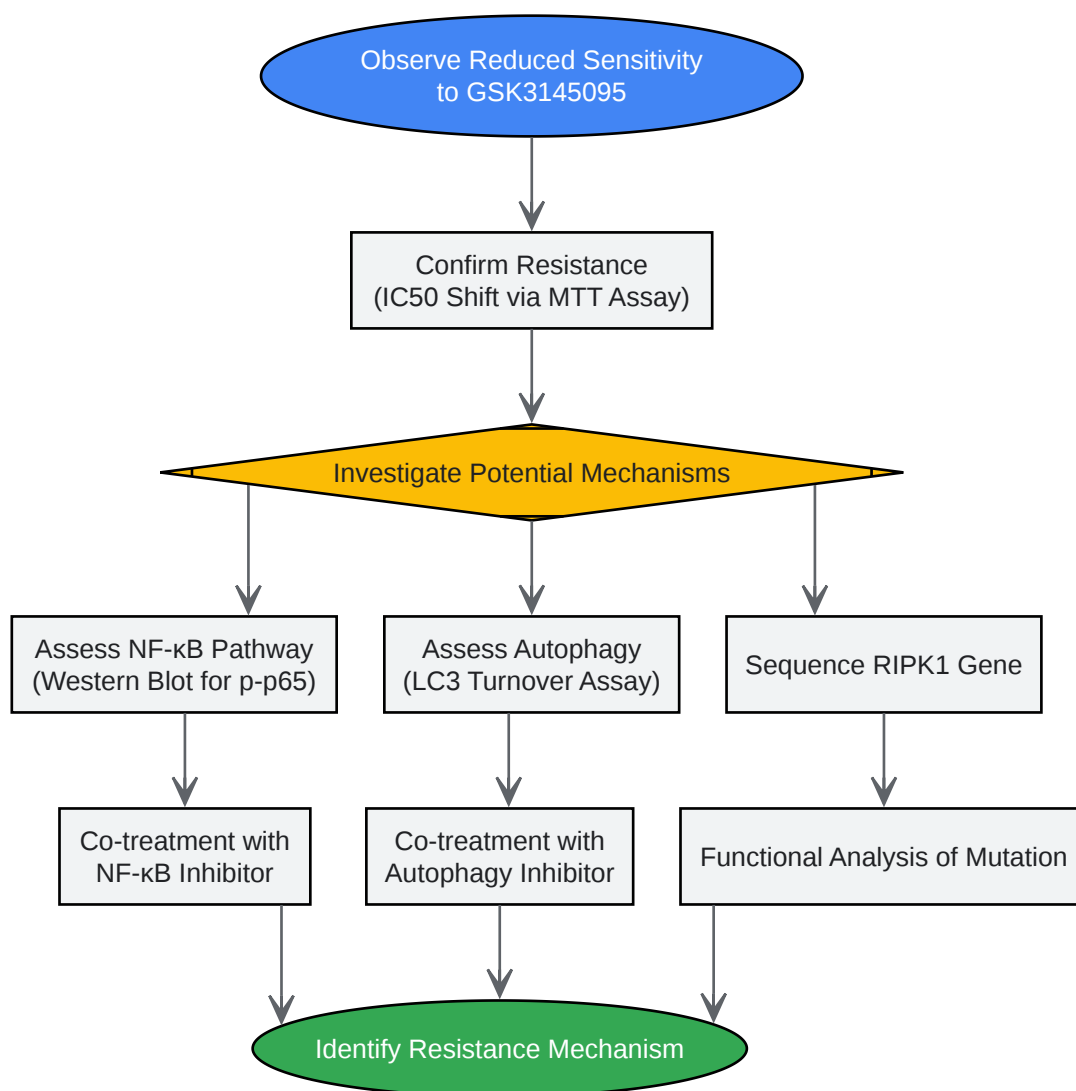 Observe Reduced Sensitivity
to GSK3145095
Confirm Resistance
(IC50 Shift via MTT Assay)
Investigate Potential Mechanisms
Assess NF-κB Pathway
(Western Blot for p-p65)
Assess Autophagy
(LC3 Turnover Assay)
Sequence RIPK1 Gene
Co-treatment with
NF-κB Inhibitor
Co-treatment with
Autophagy Inhibitor
Functional Analysis of Mutation
Identify Resistance Mechanism